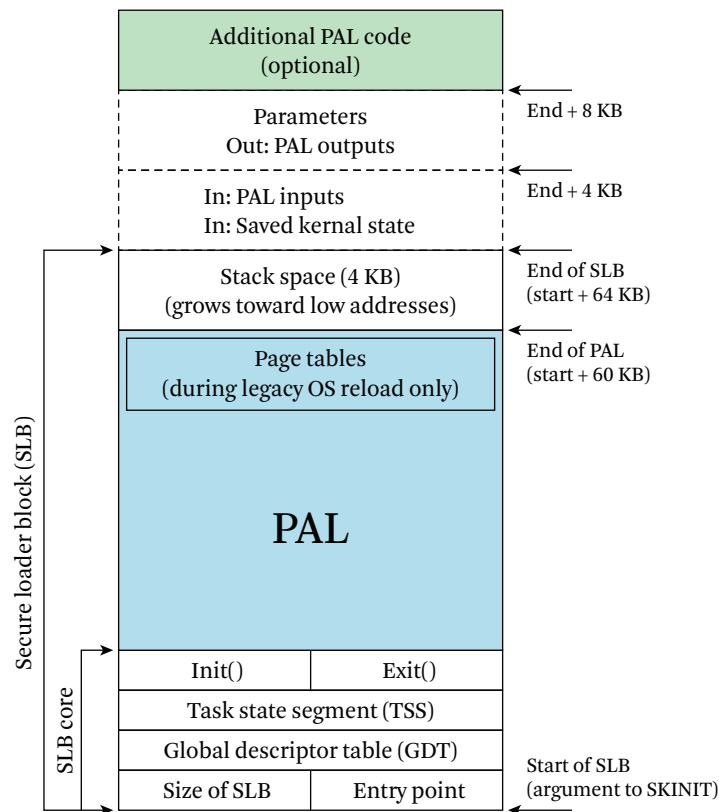 Additional PAL code
(optional)
End + 8 KB
Parameters
Out: PAL outputs
End + 4 KB
In: PAL inputs
In: Saved kernal state
End of SLB
(start + 64 KB)
Stack space (4 KB)
(grows toward low addresses)
End of PAL
(start + 60 KB)
Page tables
(during legacy OS reload only)
Secure loader block (SLB)
PAL
SLB core
Init()
Exit()
Task state segment (TSS)
Global descriptor table (GDT)
Size of SLB
Entry point
Start of SLB
(argument to SKINIT)